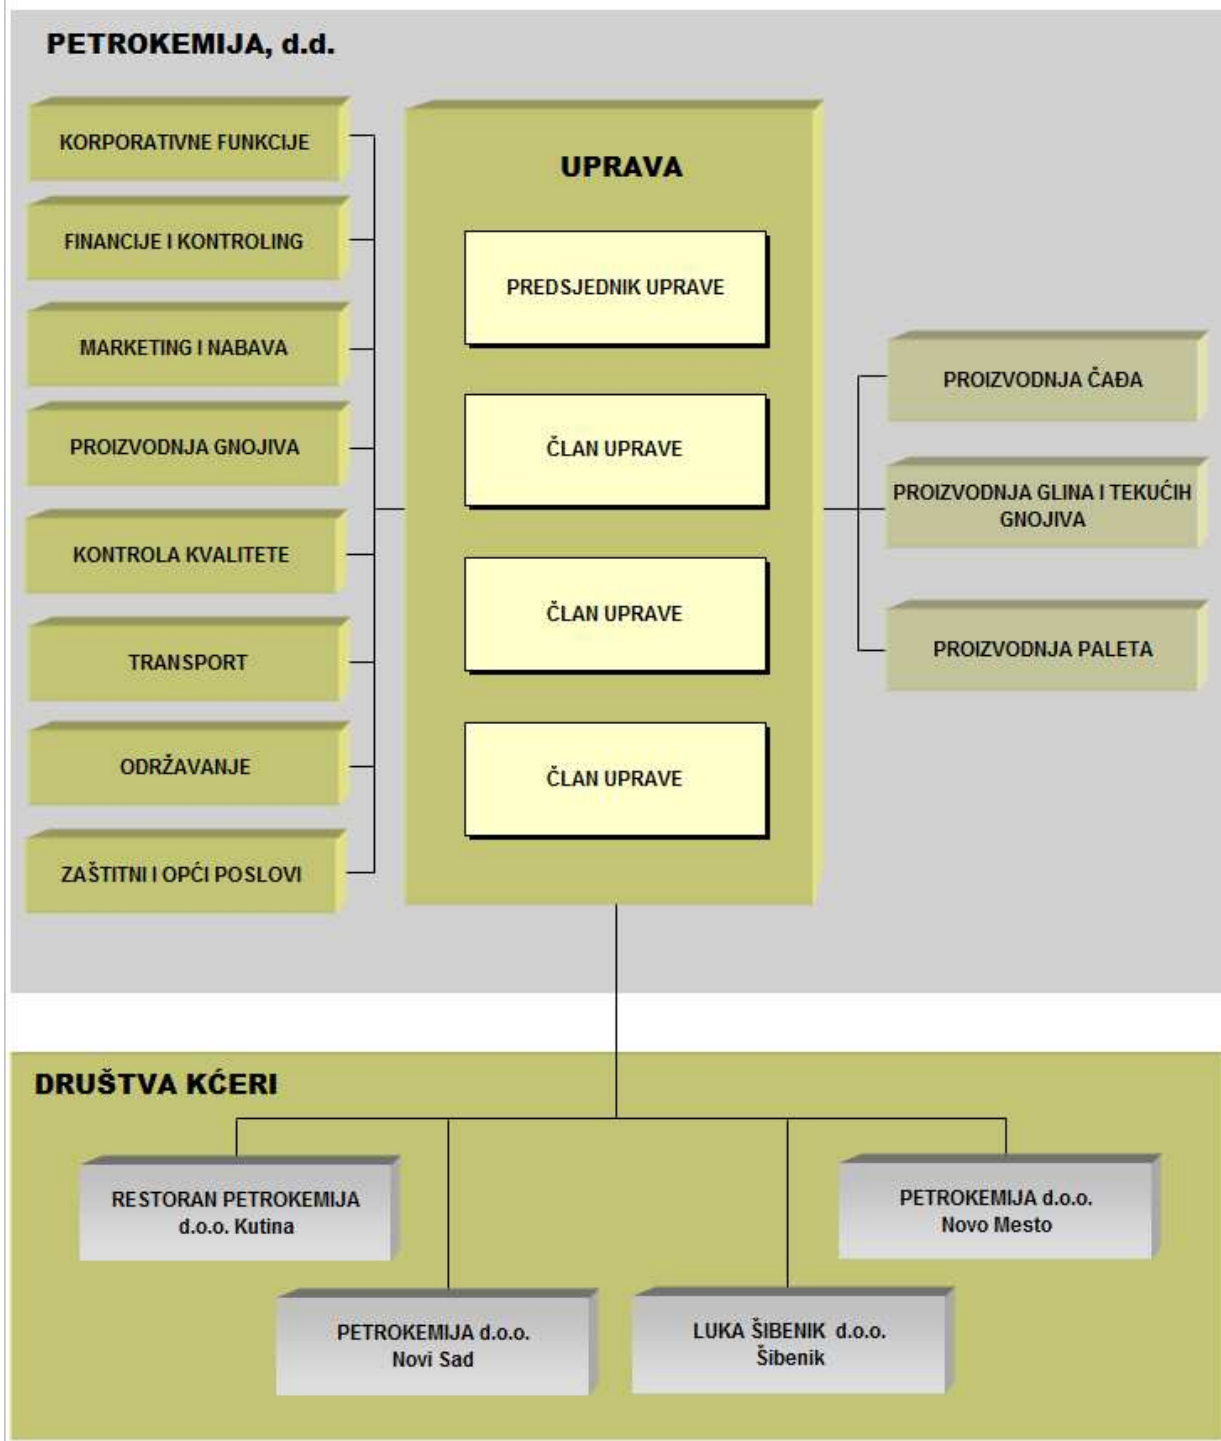 PETROKEMIJA, d.d.
KORPORATIVNE FUNKCIJE
FINANCIJE I KONTROLING
MARKETING I NABAVA
PROIZVODNJA GNOJIVA
KONTROLA KVALITETE
TRANSPORT
ODRŽAVANJE
ZAŠTITNI I OPĆI POSLOVI
UPRAVA
PREDSJEDNIK UPRAVE
ČLAN UPRAVE
ČLAN UPRAVE
ČLAN UPRAVE
PROIZVODNJA ČAĐA
PROIZVODNJA GLINA I TEKUĆIH
GNOJIVA
PROIZVODNJA PALETA
DRUŠTVA KĆERI
RESTORAN PETROKEMIJA
d.o.o. Kutina
PETROKEMIJA d.o.o.
Novi Sad
LUKA ŠIBENIK d.o.o.
Šibenik
PETROKEMIJA d.o.o.
Novo Mesto